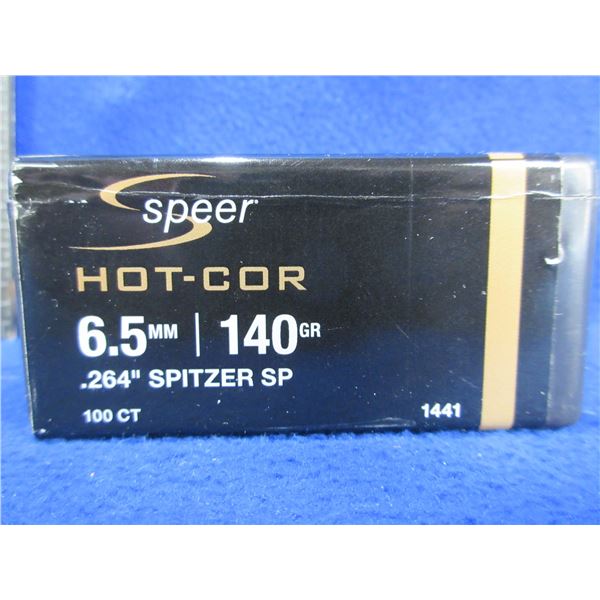 speer
HOT-COR
6.5MM | 140GR
.264" SPITZER SP
100 CT 1441